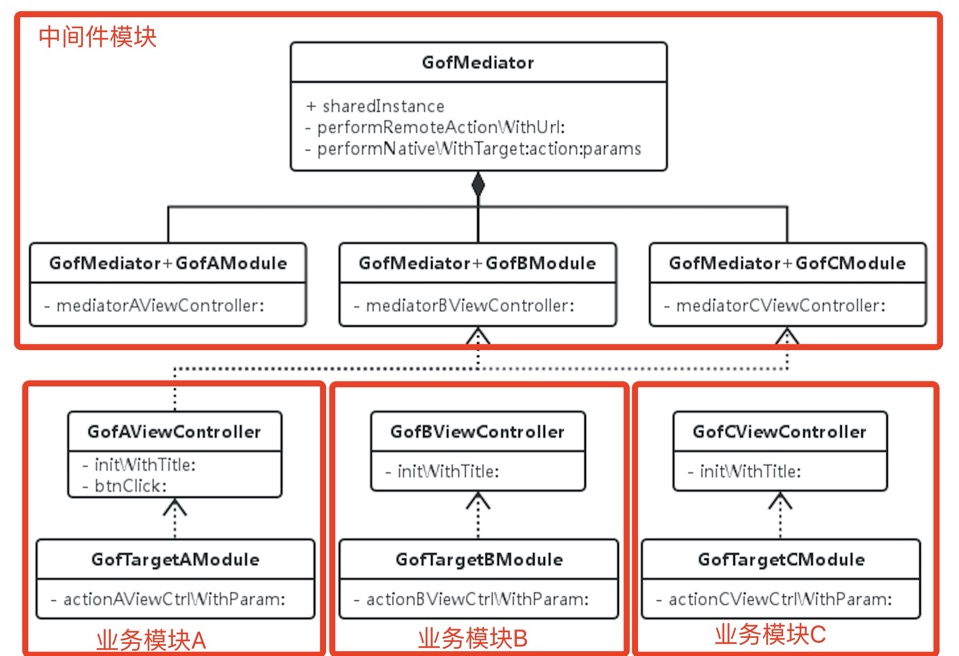 中间件模块
GofMediator
+ sharedInstance
- performRemoteActionWithUrl:
- performNativeWithTarget:action:params
GofMediator+GofAModule
- mediatorAViewController:
GofMediator+GofBModule
- mediatorBViewController:
GofMediator+GofCModule
- mediatorCViewController:
GofAViewController
- initWithTitle:
- btnClick:
GofBViewController
- initWithTitle:
GofCViewController
- initWithTitle:
GofTargetAModule
- actionAViewCtrlWithParam:
GofTargetBModule
- actionBViewCtrlWithParam:
GofTargetCModule
- actionCViewCtrlWithParam:
业务模块A
业务模块B
业务模块C